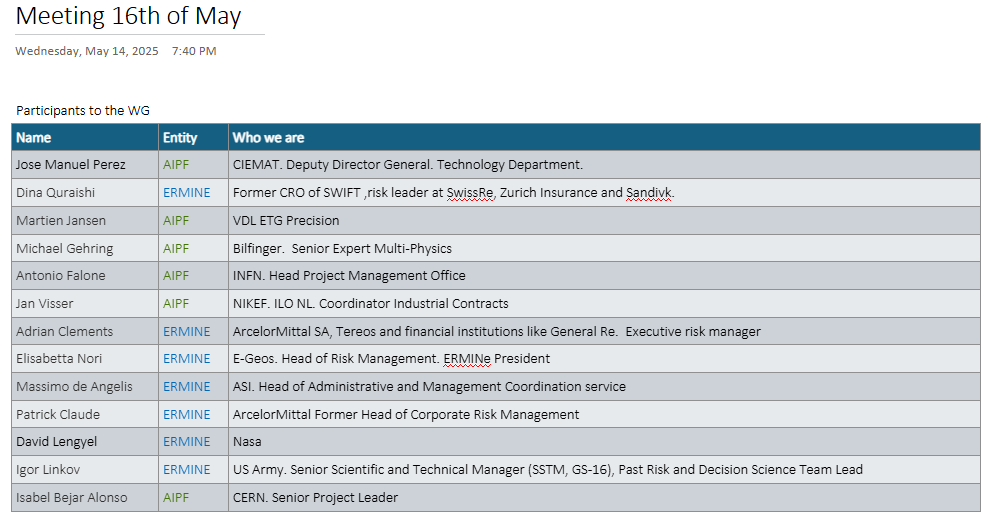 Meeting 16th of May
Wednesday, May 14, 2025 7:40 PM
Participants to the WG
Name Entity Who we are
Jose Manuel Perez AIPF CIEMAT. Deputy Director General. Technology Department.
Dina Quraishi ERMINE Former CRO of SWIFT ,risk leader at SwissRe, Zurich Insurance and Sandivk.
Martien Jansen AIPF VDL ETG Precision
Michael Gehring AIPF Bilfinger. Senior Expert Multi-Physics
Antonio Falone AIPF INFN. Head Project Management Office
Jan Visser AIPF NIKEF. ILO NL. Coordinator Industrial Contracts
Adrian Clements ERMINE ArcelorMittal SA, Tereos and financial institutions like General Re. Executive risk manager
Elisabetta Nori ERMINE E-Geos. Head of Risk Management. ERMINe President
Massimo de Angelis ERMINE ASI. Head of Administrative and Management Coordination service
Patrick Claude ERMINE ArcelorMittal Former Head of Corporate Risk Management
David Lengyel ERMINE Nasa
Igor Linkov ERMINE US Army. Senior Scientific and Technical Manager (SSTM, GS-16), Past Risk and Decision Science Team Lead
Isabel Bejar Alonso AIPF CERN. Senior Project Leader